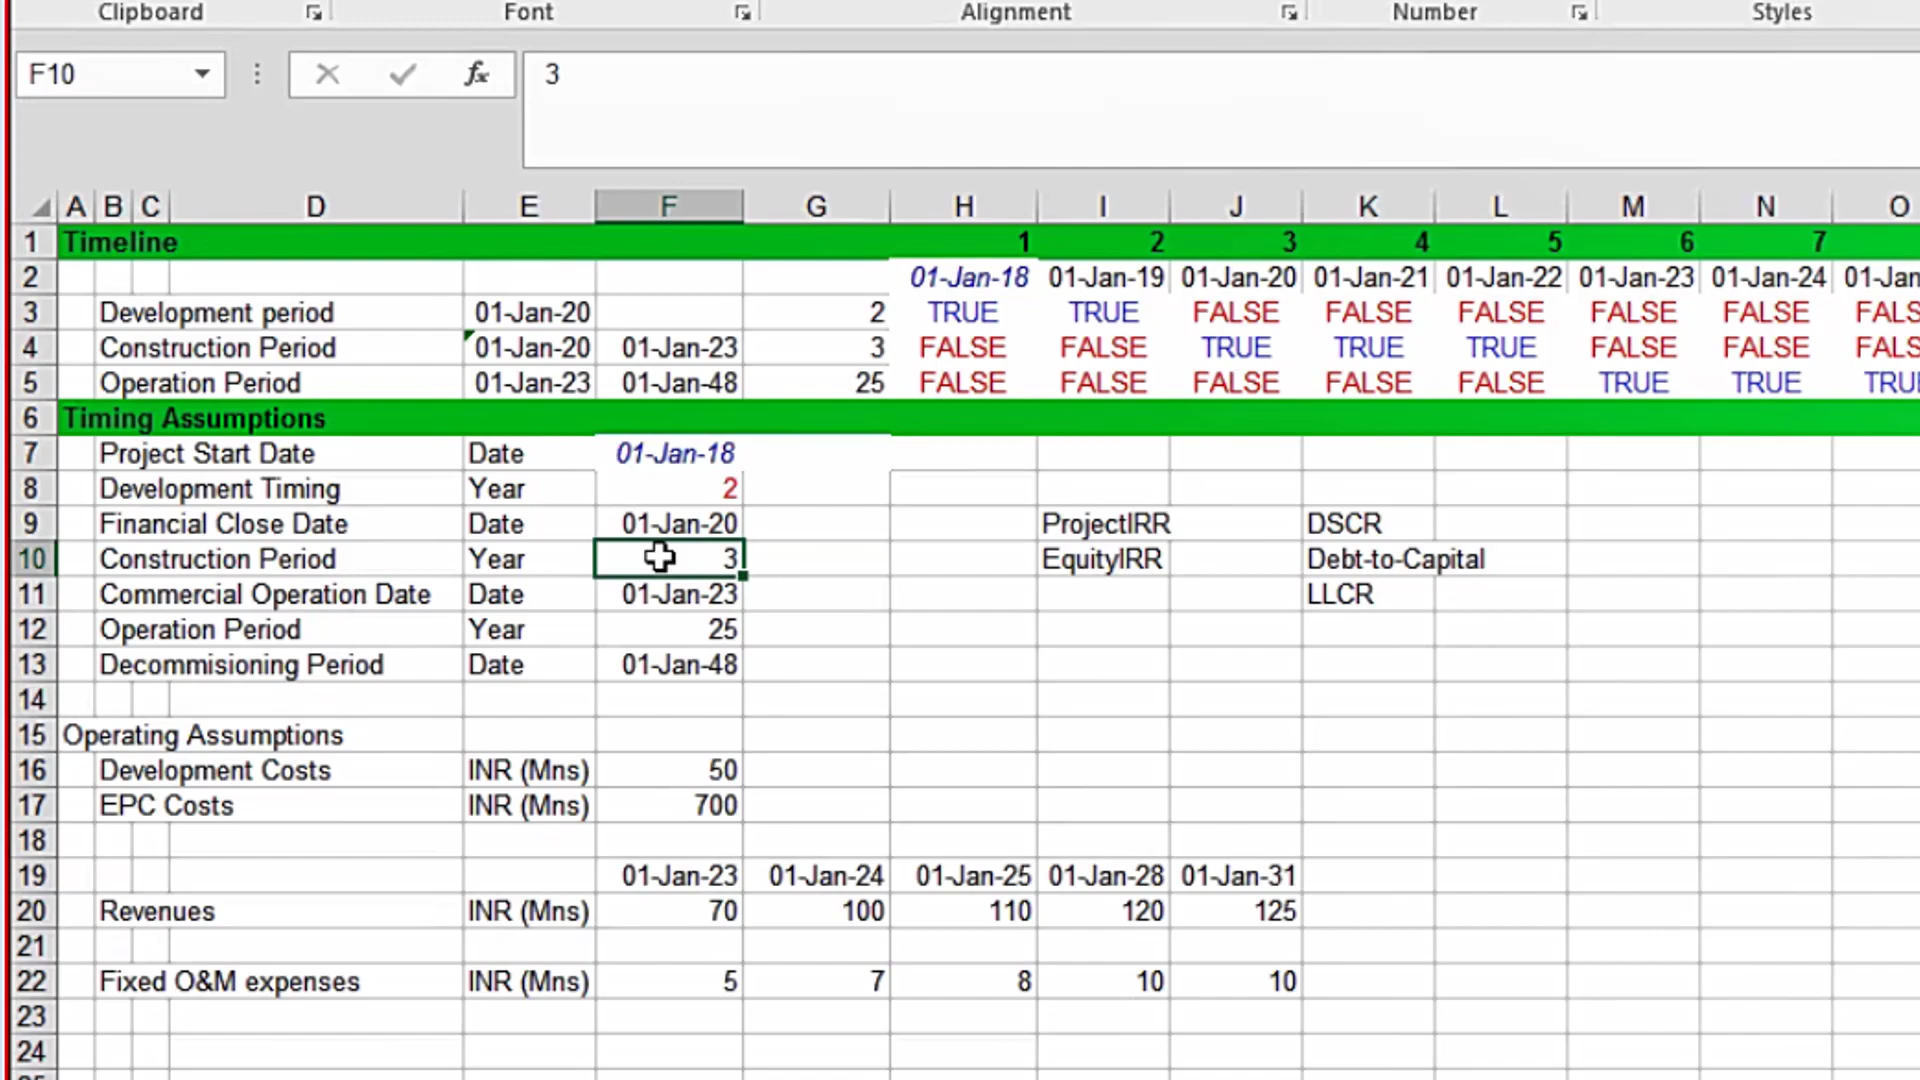 Clipboard Font Alignment Number Styles
F10 fx 3
A B C D E F G H I J K L M N O
1 Timeline 1 2 3 4 5 6 7
2 01-Jan-18 01-Jan-19 01-Jan-20 01-Jan-21 01-Jan-22 01-Jan-23 01-Jan-24 01-Jan
3 Development period 01-Jan-20 2 TRUE TRUE FALSE FALSE FALSE FALSE FALSE FALS
4 Construction Period 01-Jan-20 01-Jan-23 3 FALSE FALSE TRUE TRUE TRUE FALSE FALSE FALS
5 Operation Period 01-Jan-23 01-Jan-48 25 FALSE FALSE FALSE FALSE FALSE TRUE TRUE TRUE
6 Timing Assumptions
7 Project Start Date Date 01-Jan-18
8 Development Timing Year 2
9 Financial Close Date Date 01-Jan-20 ProjectIRR DSCR
10 Construction Period Year 3 EquityIRR Debt-to-Capital
11 Commercial Operation Date Date 01-Jan-23 LLCR
12 Operation Period Year 25
13 Decommisioning Period Date 01-Jan-48
14
15 Operating Assumptions
16 Development Costs INR (Mns) 50
17 EPC Costs INR (Mns) 700
18
19 01-Jan-23 01-Jan-24 01-Jan-25 01-Jan-28 01-Jan-31
20 Revenues INR (Mns) 70 100 110 120 125
21
22 Fixed O&M expenses INR (Mns) 5 7 8 10 10
23
24